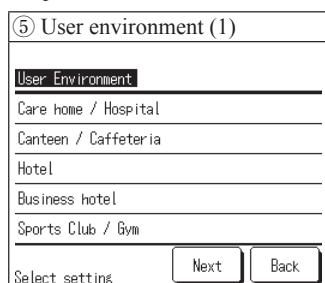 ⑤ User environment (1)
User Environment
Care home / Hospital
Canteen / Caffeteria
Hotel
Business hotel
Sports Club / Gym
Select setting Next Back